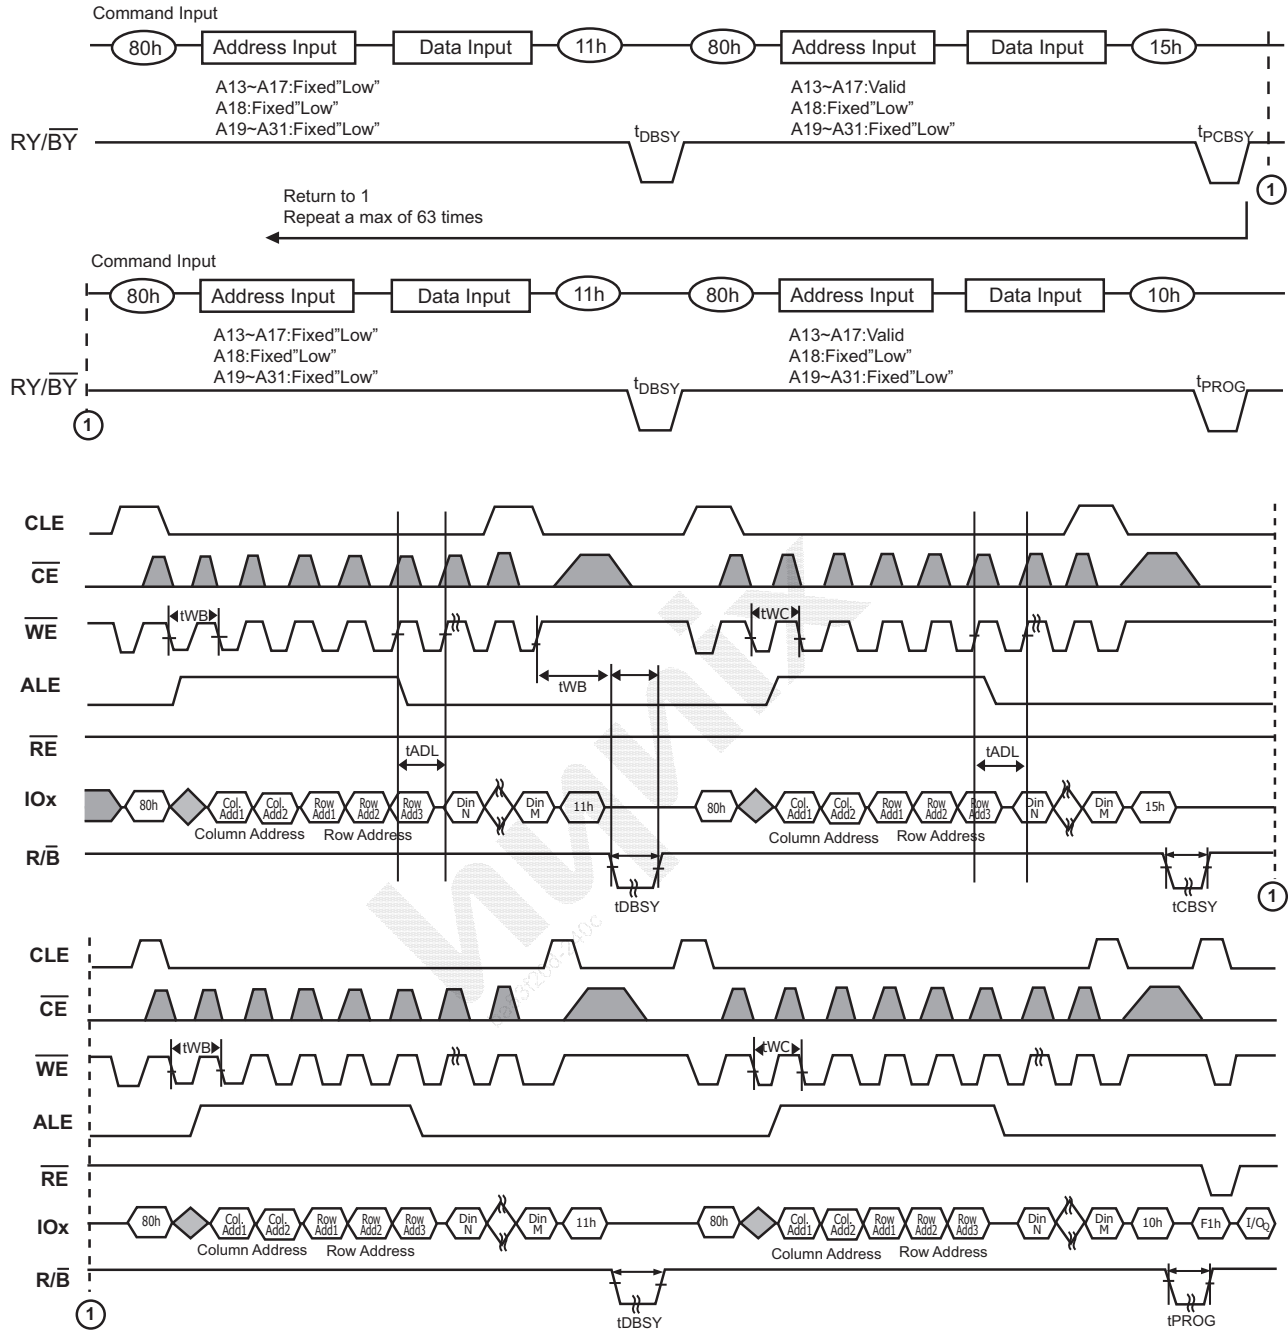 Command Input
80h Address Input Data Input 11h 80h Address Input Data Input 15h
A13~A17:Fixed"Low" A13~A17:Valid
A18:Fixed"Low" A18:Fixed"Low"
A19~A31:Fixed"Low" A19~A31:Fixed"Low"
RY/BY tDBSY tPCBSY
1
Return to 1
Repeat a max of 63 times
Command Input
80h Address Input Data Input 11h 80h Address Input Data Input 10h
A13~A17:Fixed"Low" A13~A17:Valid
A18:Fixed"Low" A18:Fixed"Low"
A19~A31:Fixed"Low" A19~A31:Fixed"Low"
RY/BY tDBSY tPROG
1
CLE
CE
WE tWB tWC
ALE tWB
RE tADL tADL
IOx 80h Col. Add1 Col. Add2 Row Add1 Row Add2 Row Add3 Din N Din M 11h 80h Col. Add1 Col. Add2 Row Add1 Row Add2 Row Add3 Din N Din M 15h
Column Address Row Address Column Address Row Address
R/B
tDBSY tCBSY 1
CLE
CE
WE tWB tWC
ALE
RE
IOx 80h Col. Add1 Col. Add2 Row Add1 Row Add2 Row Add3 Din N Din M 11h 80h Col. Add1 Col. Add2 Row Add1 Row Add2 Row Add3 Din N Din M 10h F1h I/O0
Column Address Row Address Column Address Row Address
R/B
1 tDBSY tPROG